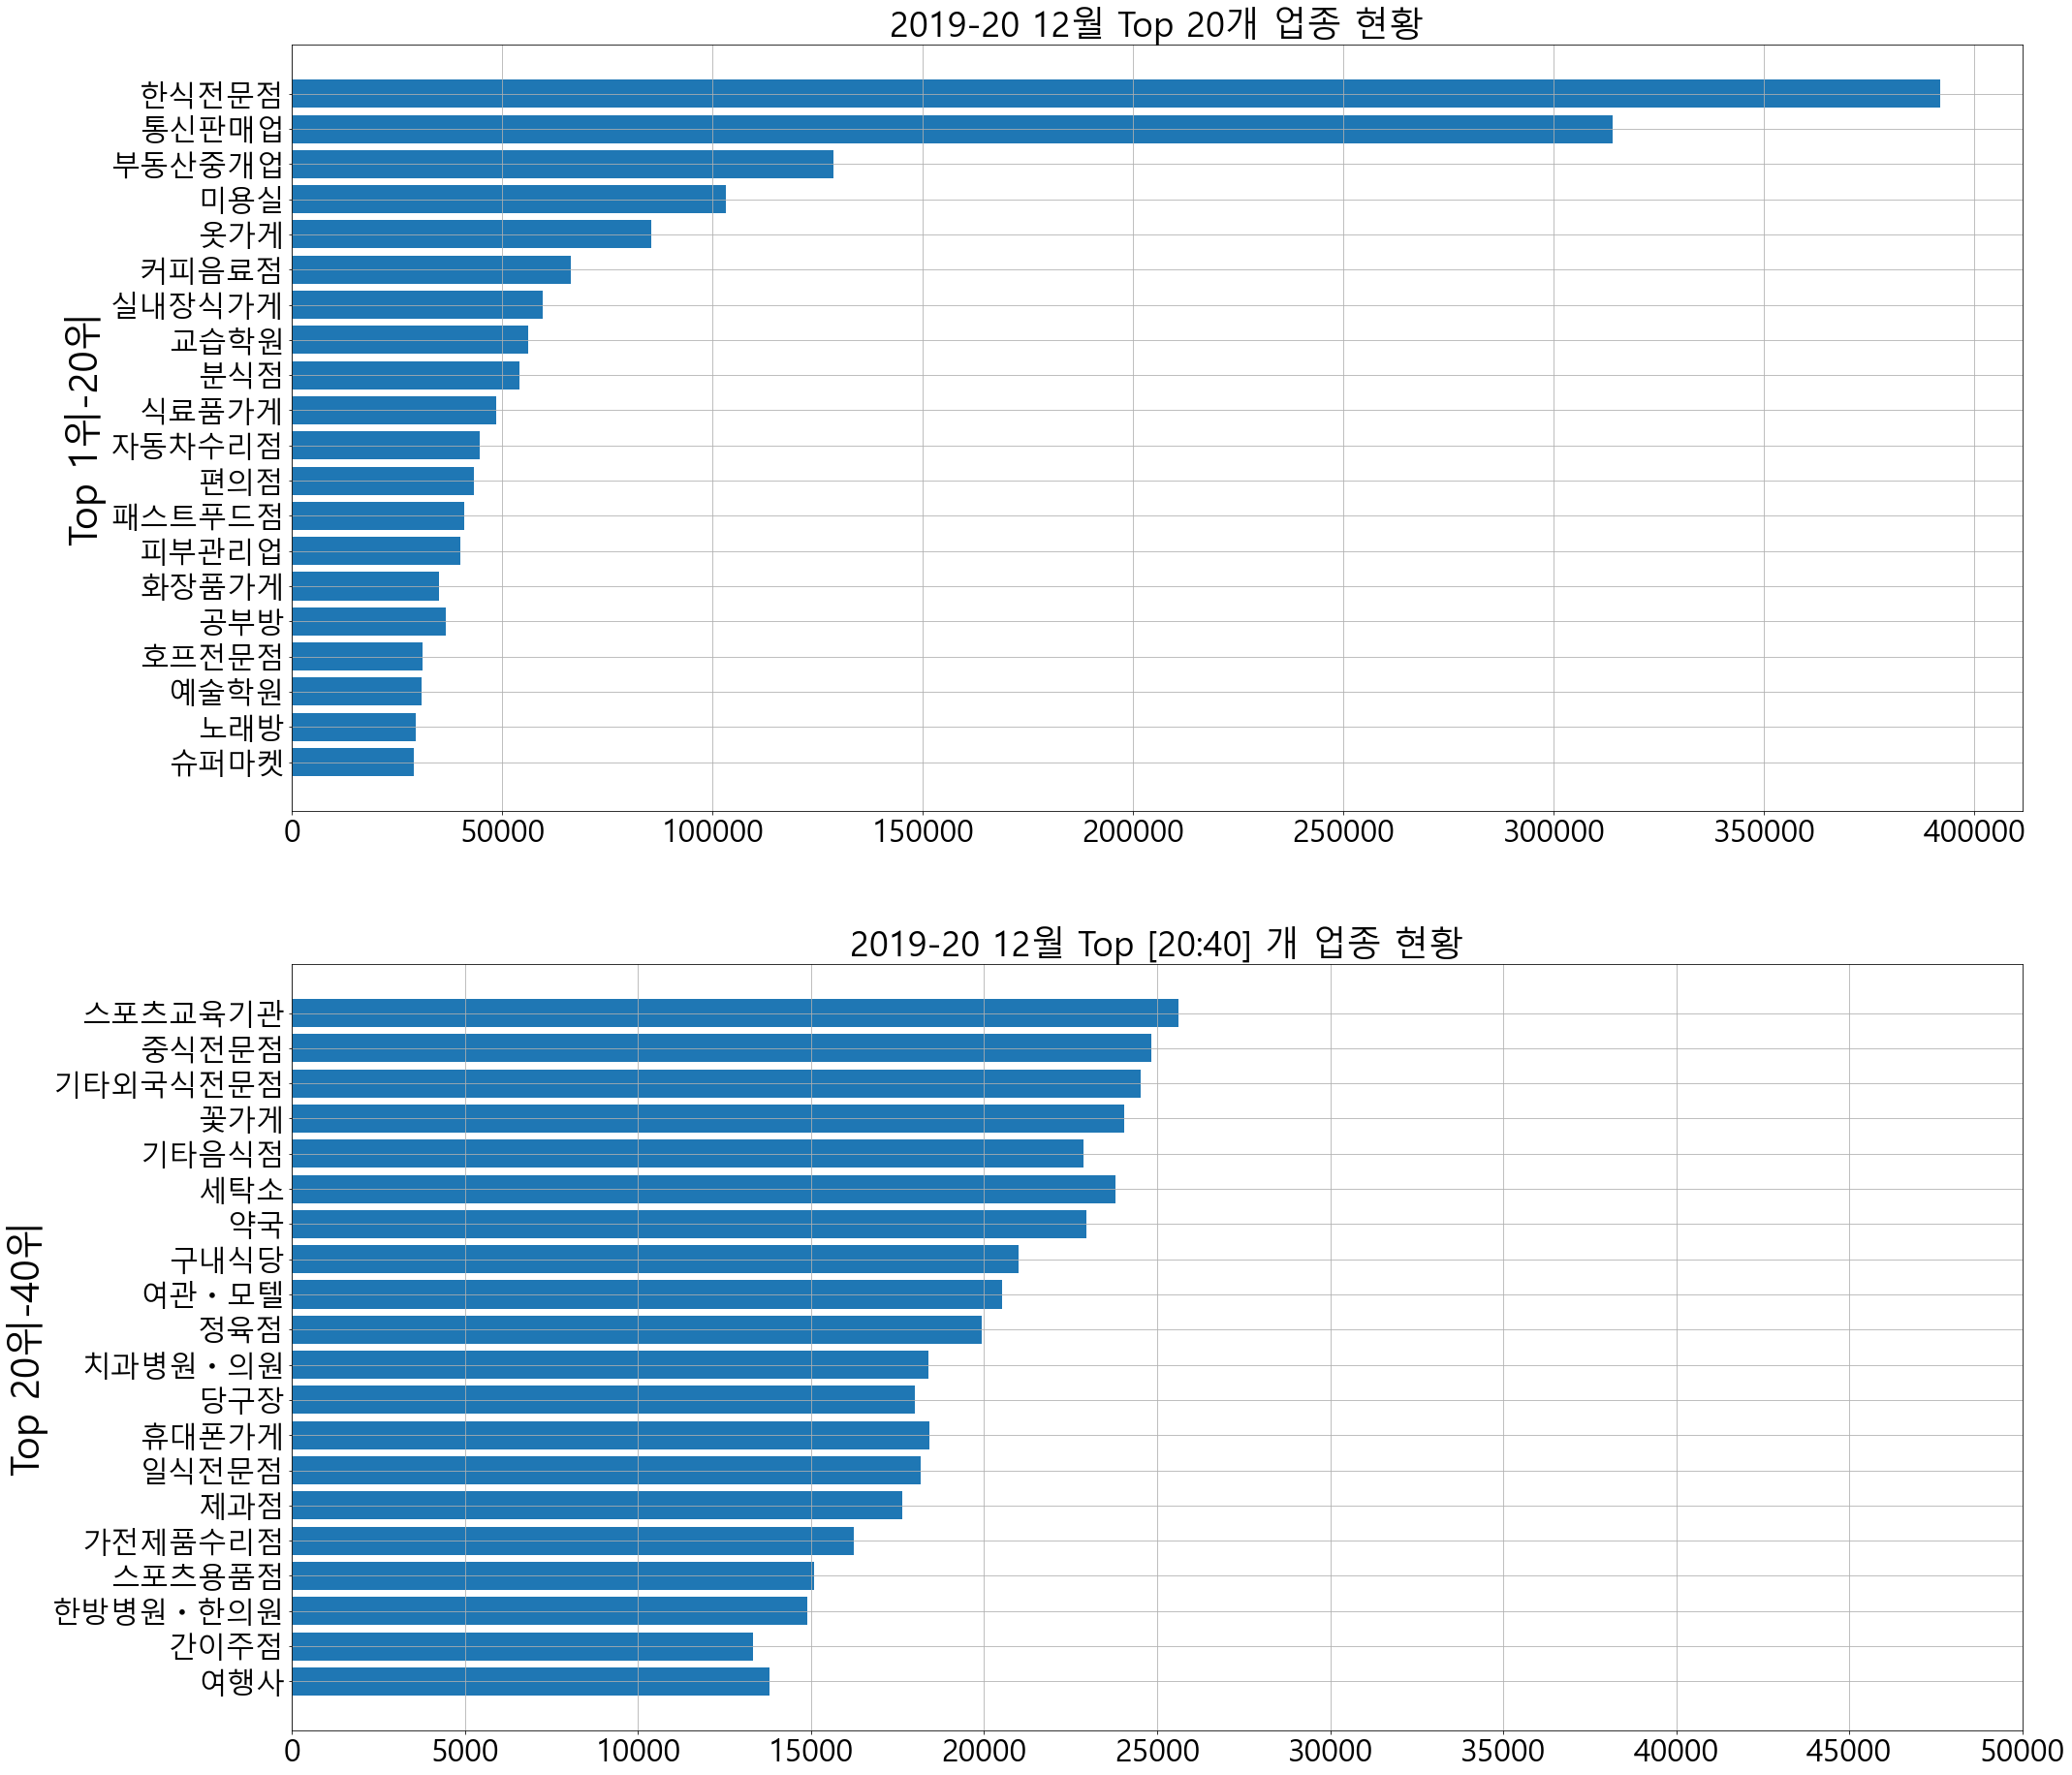 2019-20 12월 Top 20개 업종 현황
Top 1위-20위
한식전문점
통신판매업
부동산중개업
미용실
옷가게
커피음료점
실내장식가게
교습학원
분식점
식료품가게
자동차수리점
편의점
패스트푸드점
피부관리업
화장품가게
공부방
호프전문점
예술학원
노래방
슈퍼마켓
0 50000 100000 150000 200000 250000 300000 350000 400000
2019-20 12월 Top [20:40] 개 업종 현황
Top 20위-40위
스포츠교육기관
중식전문점
기타외국식전문점
꽃가게
기타음식점
세탁소
약국
구내식당
여관・모텔
정육점
치과병원・의원
당구장
휴대폰가게
일식전문점
제과점
가전제품수리점
스포츠용품점
한방병원・한의원
간이주점
여행사
0 5000 10000 15000 20000 25000 30000 35000 40000 45000 50000